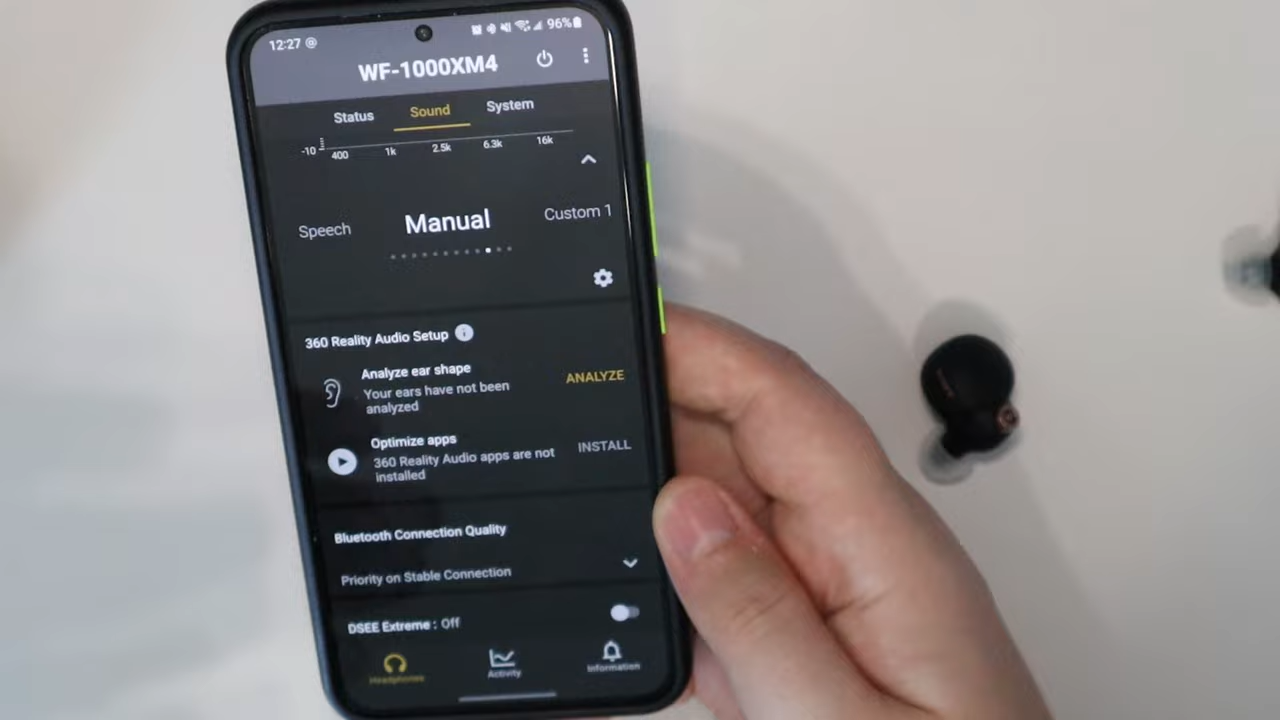 12:27 @ 96%
WF-1000XM4
Status Sound System
-10
400 1k 2.5k 6.3k 16k
Speech Manual Custom 1
360 Reality Audio Setup i
Analyze ear shape
Your ears have not been
analyzed
ANALYZE
Optimize apps
360 Reality Audio apps are not
installed
INSTALL
Bluetooth Connection Quality
Priority on Stable Connection
DSEE Extreme : Off
Headphones Activity Information